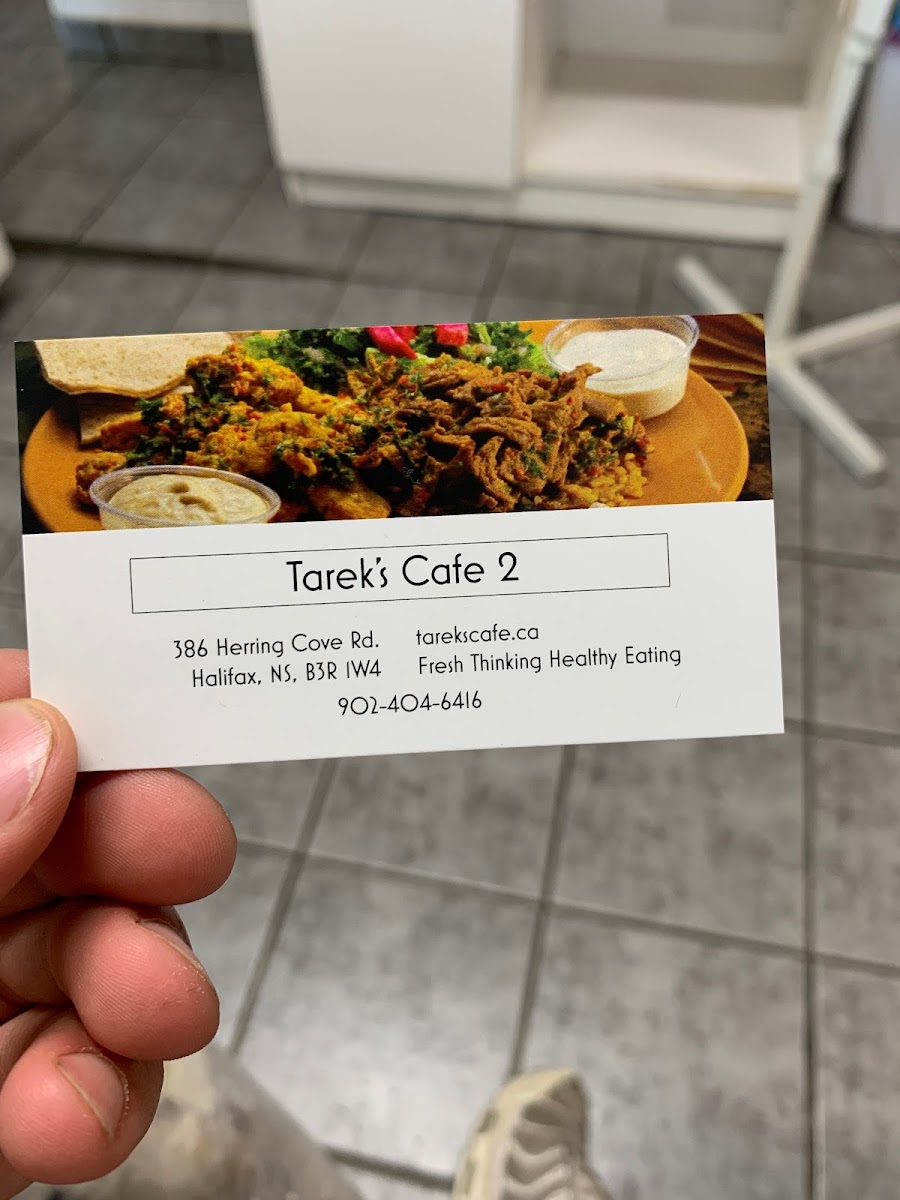 Tarek's Cafe 2
386 Herring Cove Rd.
Halifax, NS, B3R 1W4
tarekscafe.ca
Fresh Thinking Healthy Eating
902-404-6416